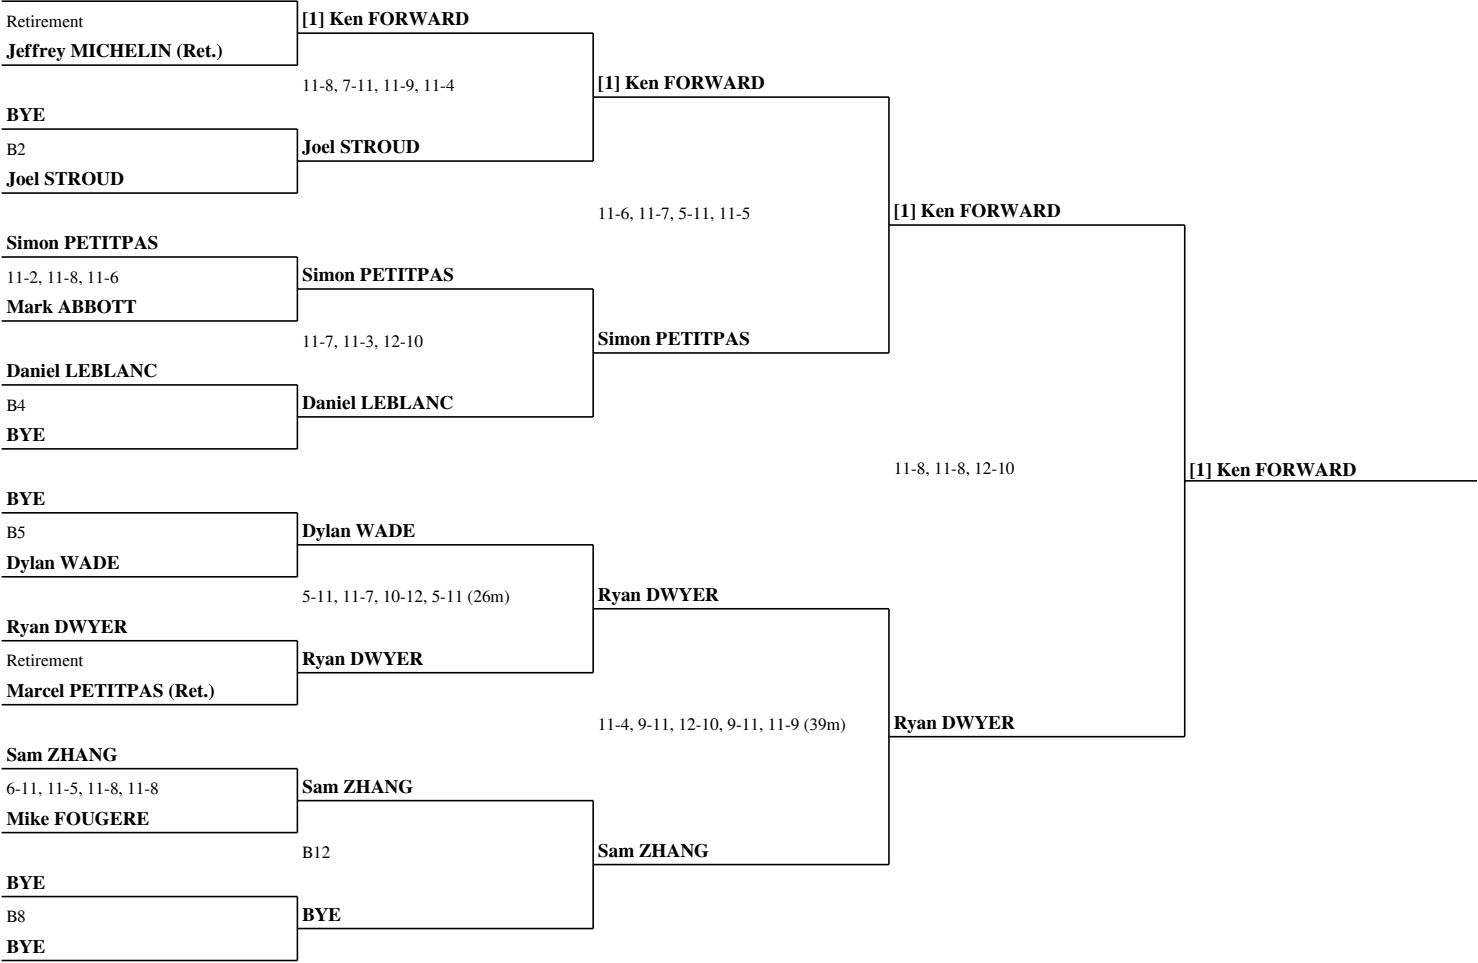 Retirement
Jeffrey MICHELIN (Ret.)
BYE
B2
Joel STROUD
Simon PETITPAS
11-2, 11-8, 11-6
Mark ABBOTT
Daniel LEBLANC
B4
BYE
BYE
B5
Dylan WADE
Ryan DWYER
Retirement
Marcel PETITPAS (Ret.)
Sam ZHANG
6-11, 11-5, 11-8, 11-8
Mike FOUGERE
BYE
B8
BYE
[1] Ken FORWARD
11-8, 7-11, 11-9, 11-4
Joel STROUD
Simon PETITPAS
11-7, 11-3, 12-10
Daniel LEBLANC
Dylan WADE
5-11, 11-7, 10-12, 5-11 (26m)
Ryan DWYER
Sam ZHANG
B12
BYE
[1] Ken FORWARD
11-6, 11-7, 5-11, 11-5
Simon PETITPAS
Ryan DWYER
11-4, 9-11, 12-10, 9-11, 11-9 (39m)
Sam ZHANG
[1] Ken FORWARD
11-8, 11-8, 12-10
Ryan DWYER
[1] Ken FORWARD